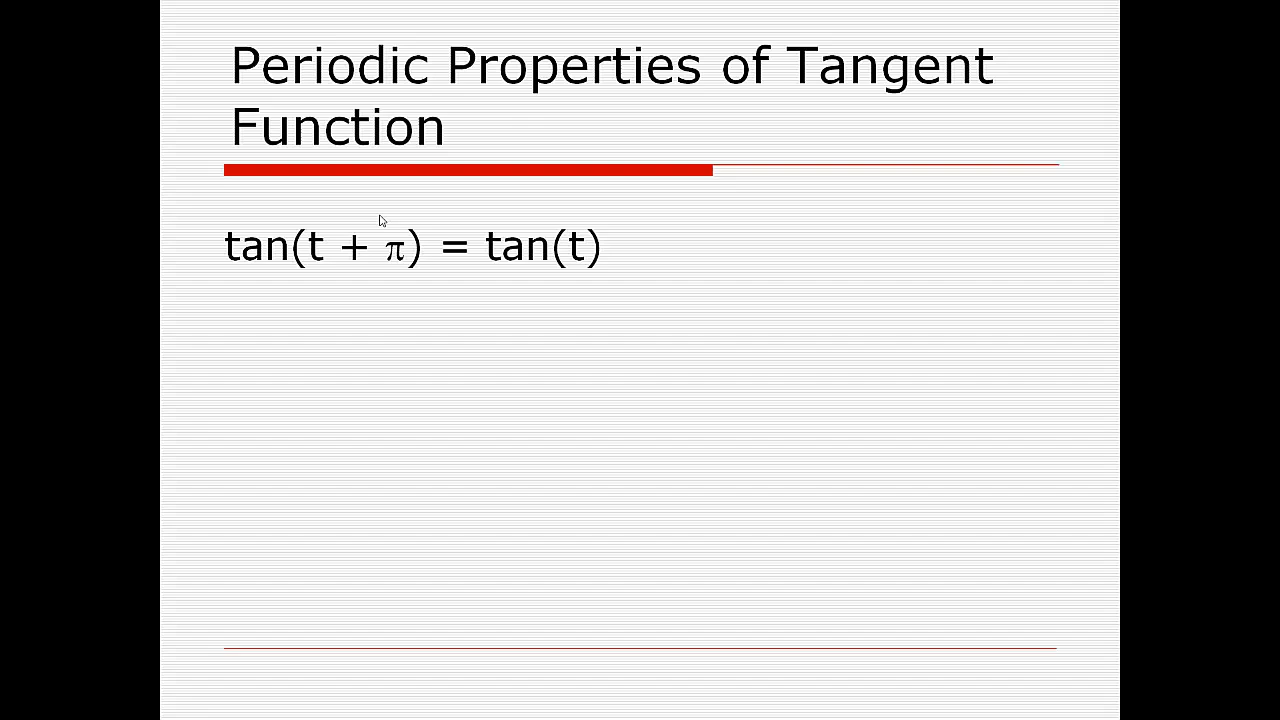 Periodic Properties of Tangent
Function
tan(t + π) = tan(t)